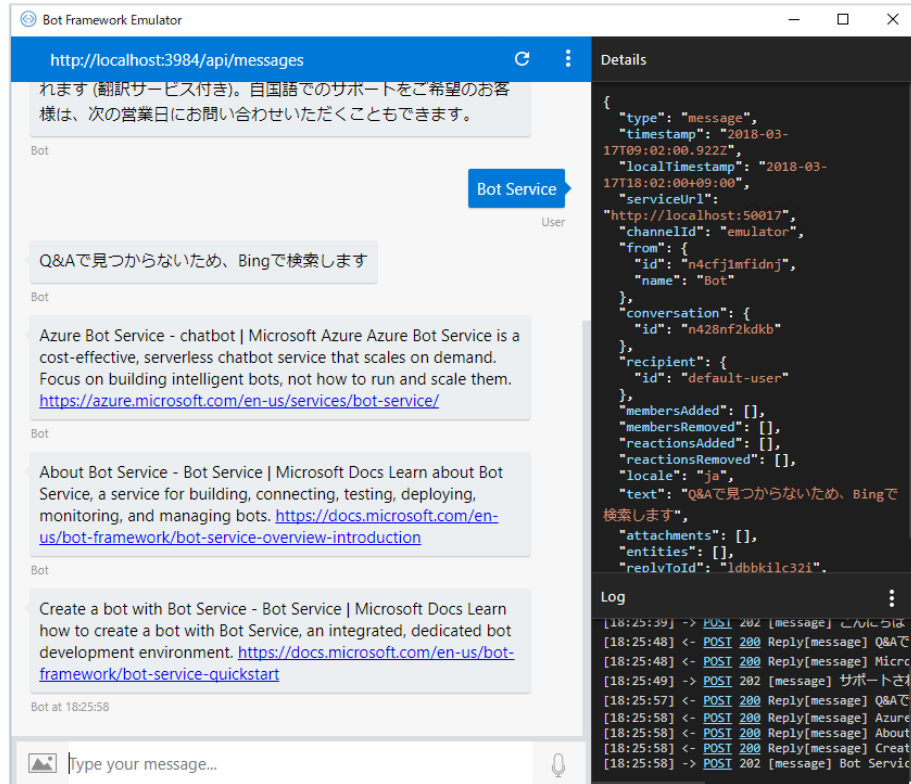 Bot Framework Emulator
http://localhost:3984/api/messages
れます (翻訳サービス付き)。自国語でのサポートをご希望のお客
様は、次の営業日にお問い合わせいただくこともできます。
Bot
Bot Service
User
Q&Aで見つからないため、Bingで検索します
Bot
Azure Bot Service - chatbot | Microsoft Azure Azure Bot Service is a
cost-effective, serverless chatbot service that scales on demand.
Focus on building intelligent bots, not how to run and scale them.
https://azure.microsoft.com/en-us/services/bot-service/
Bot
About Bot Service - Bot Service | Microsoft Docs Learn about Bot
Service, a service for building, connecting, testing, deploying,
monitoring, and managing bots. https://docs.microsoft.com/en-
us/bot-framework/bot-service-overview-introduction
Bot
Create a bot with Bot Service - Bot Service | Microsoft Docs Learn
how to create a bot with Bot Service, an integrated, dedicated bot
development environment. https://docs.microsoft.com/en-us/bot-
framework/bot-service-quickstart
Bot at 18:25:58
Type your message...
Details
{
"type": "message",
"timestamp": "2018-03-
17T09:02:00.922Z",
"localTimestamp": "2018-03-
17T18:02:00+09:00",
"serviceUrl":
"http://localhost:50017",
"channelId": "emulator",
"from": {
"id": "n4cfj1mfidnj",
"name": "Bot"
},
"conversation": {
"id": "n428nf2kdkb"
},
"recipient": {
"id": "default-user"
},
"membersAdded": [],
"membersRemoved": [],
"reactionsAdded": [],
"reactionsRemoved": [],
"locale": "ja",
"text": "Q&Aで見つからないため、Bingで
検索します",
"attachments": [],
"entities": [],
"replyToId": "ldbbkilc32i",
Log
[18:25:39] -> POST 202 [message] こんにちは
[18:25:48] <- POST 200 Reply[message] Q&Aで
[18:25:48] <- POST 200 Reply[message] Micro
[18:25:49] -> POST 202 [message] サポートされ
[18:25:57] <- POST 200 Reply[message] Q&Aで
[18:25:58] <- POST 200 Reply[message] Azure
[18:25:58] <- POST 200 Reply[message] About
[18:25:58] <- POST 200 Reply[message] Creat
[18:25:58] -> POST 202 [message] Bot Servic